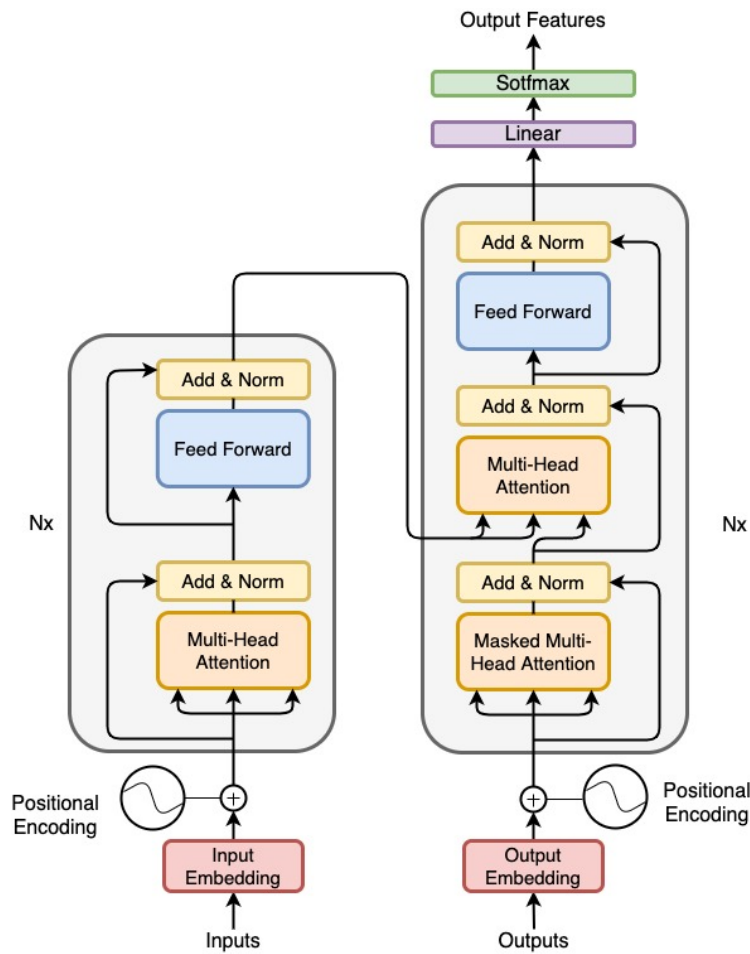 Output Features
Sotfmax
Linear
Add & Norm
Feed Forward
Add & Norm
Multi-Head
Attention
Add & Norm
Masked Multi-
Head Attention
Nx
Positional
Encoding
Output
Embedding
Outputs
Add & Norm
Feed Forward
Nx
Add & Norm
Multi-Head
Attention
Positional
Encoding
Input
Embedding
Inputs